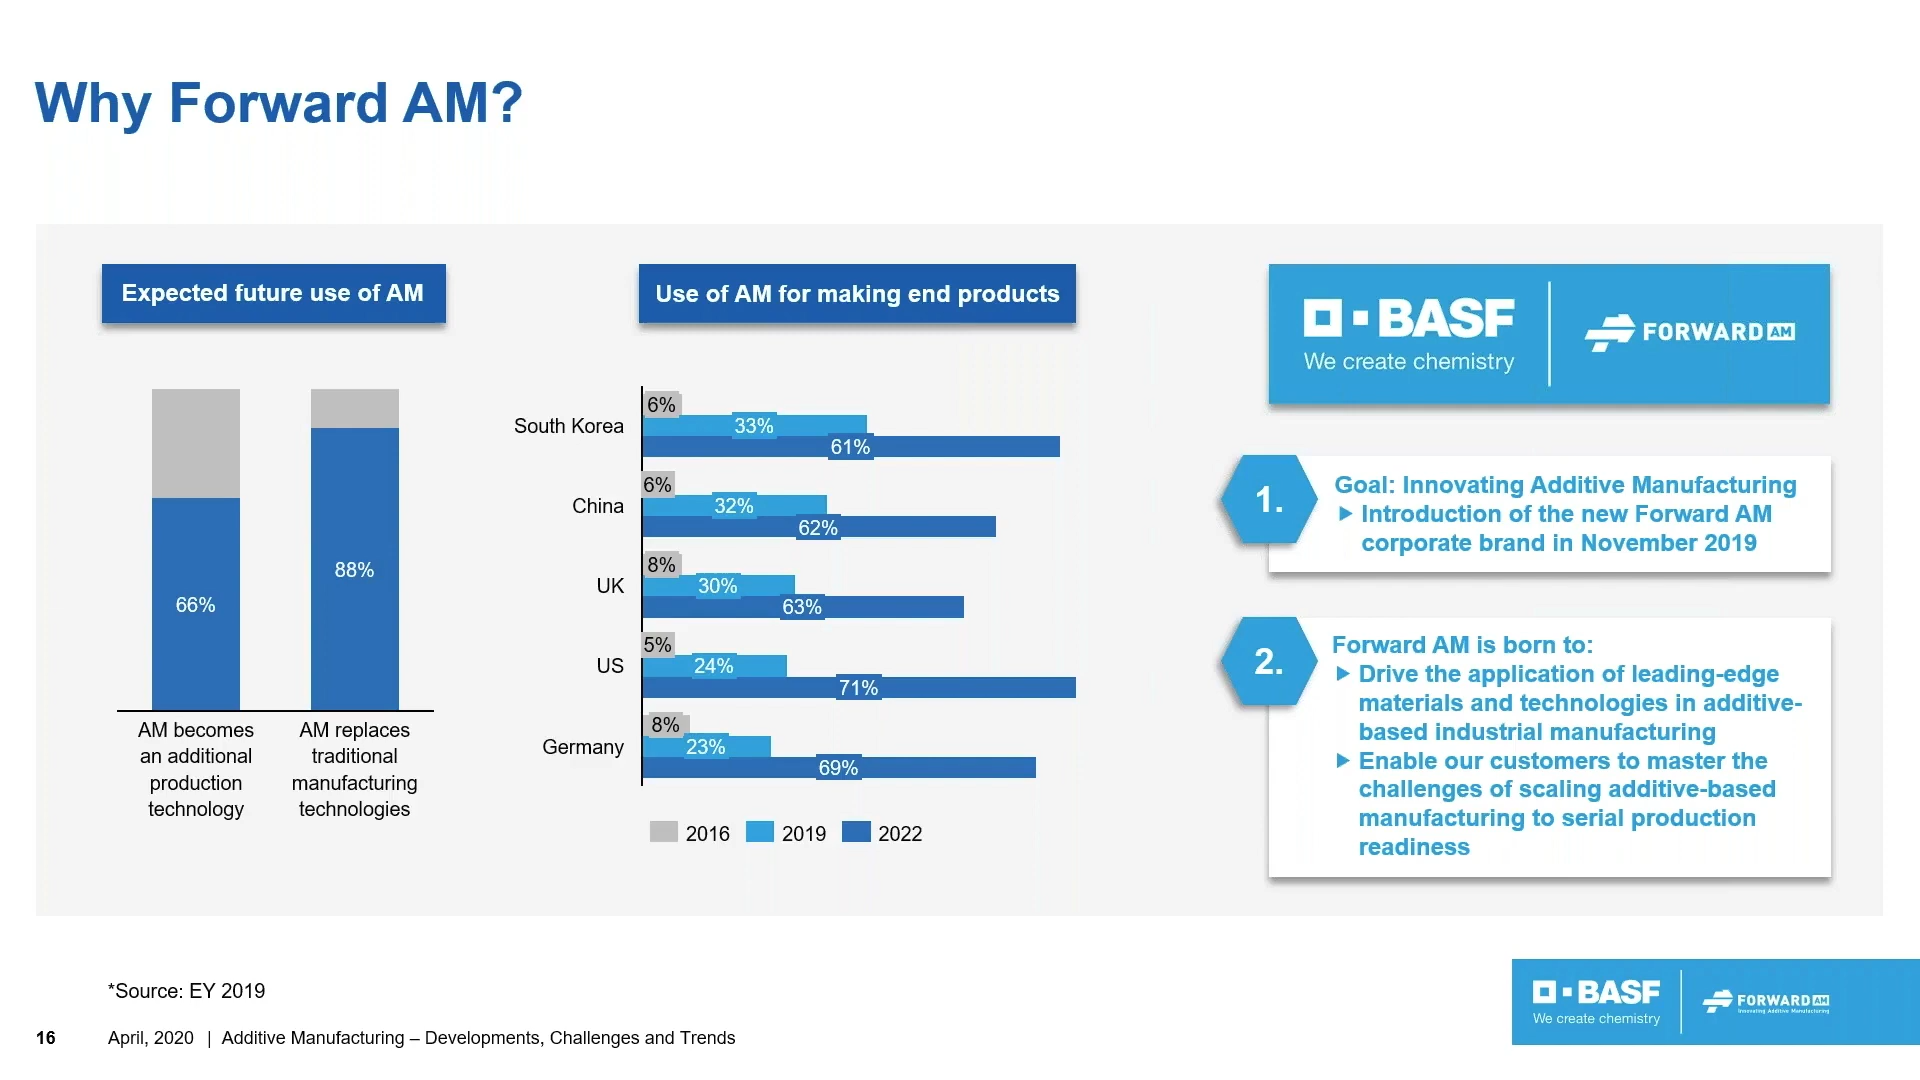 Why Forward AM?
Expected future use of AM
66%
88%
AM becomes
an additional
production
technology
AM replaces
traditional
manufacturing
technologies
Use of AM for making end products
South Korea
6%
33%
61%
China
6%
32%
62%
UK
8%
30%
63%
US
5%
24%
71%
Germany
8%
23%
69%
2016 2019 2022
BASF
We create chemistry
FORWARD AM
1.
Goal: Innovating Additive Manufacturing
Introduction of the new Forward AM
corporate brand in November 2019
2.
Forward AM is born to:
Drive the application of leading-edge
materials and technologies in additive-
based industrial manufacturing
Enable our customers to master the
challenges of scaling additive-based
manufacturing to serial production
readiness
*Source: EY 2019
16 April, 2020 | Additive Manufacturing – Developments, Challenges and Trends
BASF
We create chemistry
FORWARD AM
Innovating Additive Manufacturing